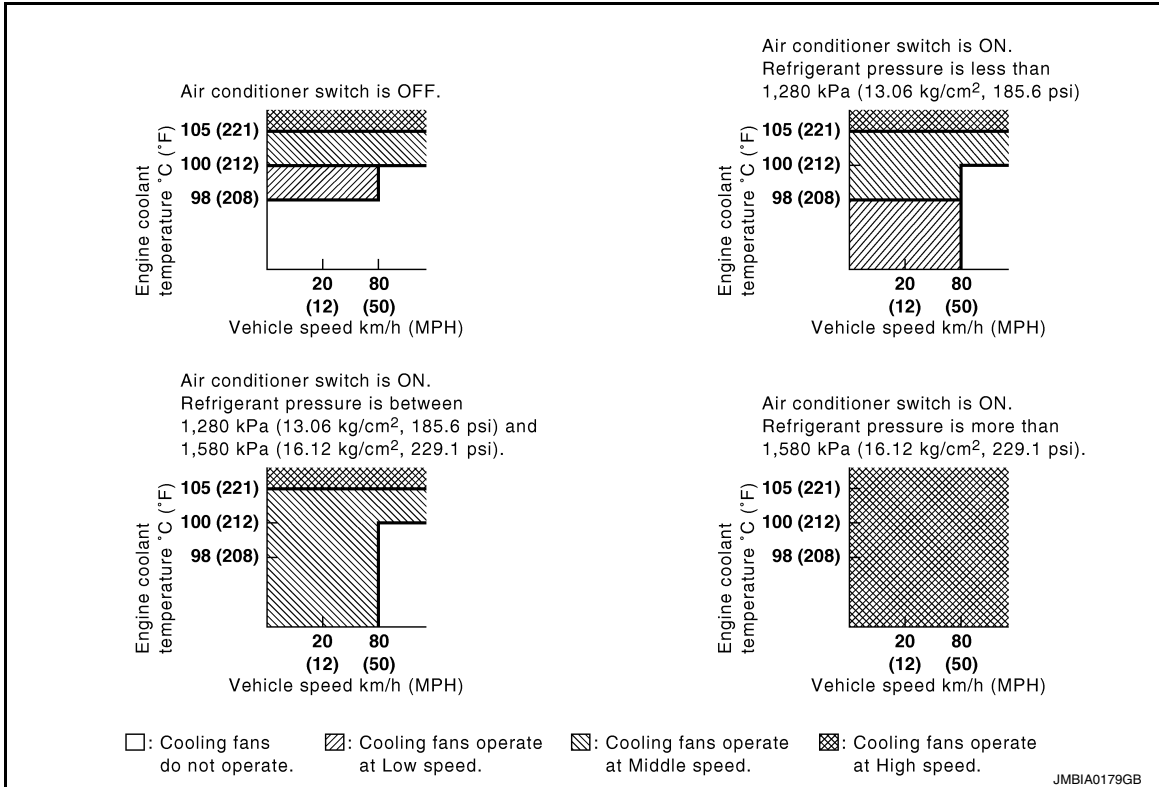 Air conditioner switch is OFF.
Engine coolant
temperature ˚C (˚F)
105 (221)
100 (212)
98 (208)
20
(12)
80
(50)
Vehicle speed km/h (MPH)
Air conditioner switch is ON.
Refrigerant pressure is less than
1,280 kPa (13.06 kg/cm², 185.6 psi)
Engine coolant
temperature ˚C (˚F)
105 (221)
100 (212)
98 (208)
20
(12)
80
(50)
Vehicle speed km/h (MPH)
Air conditioner switch is ON.
Refrigerant pressure is between
1,280 kPa (13.06 kg/cm², 185.6 psi) and
1,580 kPa (16.12 kg/cm², 229.1 psi).
Engine coolant
temperature ˚C (˚F)
105 (221)
100 (212)
98 (208)
20
(12)
80
(50)
Vehicle speed km/h (MPH)
Air conditioner switch is ON.
Refrigerant pressure is more than
1,580 kPa (16.12 kg/cm², 229.1 psi).
Engine coolant
temperature ˚C (˚F)
105 (221)
100 (212)
98 (208)
20
(12)
80
(50)
Vehicle speed km/h (MPH)
: Cooling fans
do not operate.
: Cooling fans operate
at Low speed.
: Cooling fans operate
at Middle speed.
: Cooling fans operate
at High speed.
JMBIA0179GB